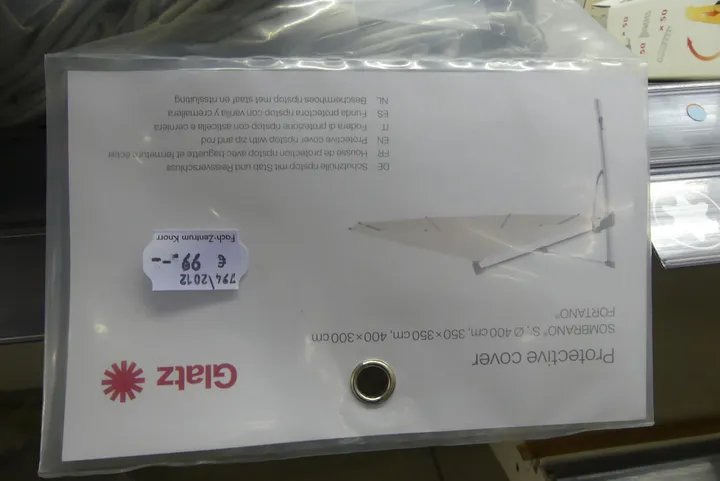 Glatz
Protective cover
SOMBRANO® S+, Ø 400 cm, 350 × 350 cm, 400 × 300 cm
FORTANO®
794\2012
€ 99.--
Fach-Zentrum Knorr
DE Schutzhülle ripstop mit Stab und Reissverschluss
FR Housse de protection ripstop avec baguette et fermeture éclair
EN Protective cover ripstop with zip and rod
IT Fodera di protezione ripstop con asticella e cerniera
ES Funda protectora ripstop con varilla y cremallera
NL Beschermhoes ripstop met staaf en ritssluiting
50 ×
50 ×